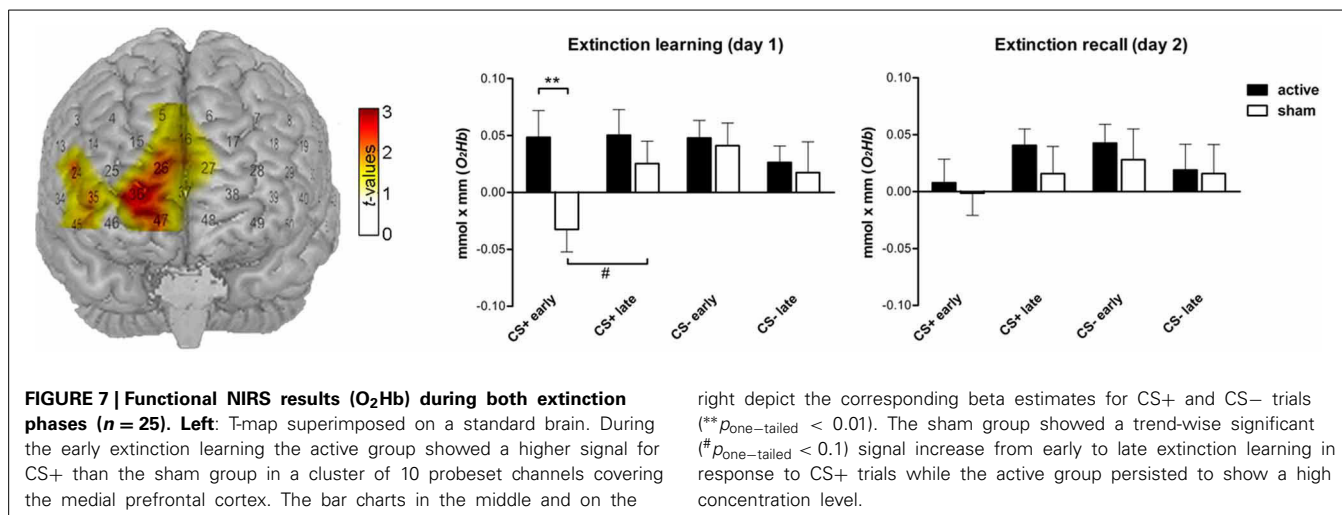 3
4
5
6
7
8
13
14
15
16
17
18
19
24
25
26
27
28
34
35
36
37
38
39
40
45
46
47
48
49
50
3
2
1
0
t-values
Extinction learning (day 1)
mmol x mm (O₂Hb)
0.10
0.05
0.00
-0.05
-0.10
**
#
CS+ early
CS+ late
CS- early
CS- late
Extinction recall (day 2)
active
sham
mmol x mm (O₂Hb)
0.10
0.05
0.00
-0.05
-0.10
CS+ early
CS+ late
CS- early
CS- late
FIGURE 7 | Functional NIRS results (O₂Hb) during both extinction
phases (n = 25). Left: T-map superimposed on a standard brain. During
the early extinction learning the active group showed a higher signal for
CS+ than the sham group in a cluster of 10 probeset channels covering
the medial prefrontal cortex. The bar charts in the middle and on the
right depict the corresponding beta estimates for CS+ and CS− trials
(**p one−tailed < 0.01). The sham group showed a trend-wise significant
(#p one−tailed < 0.1) signal increase from early to late extinction learning in
response to CS+ trials while the active group persisted to show a high
concentration level.